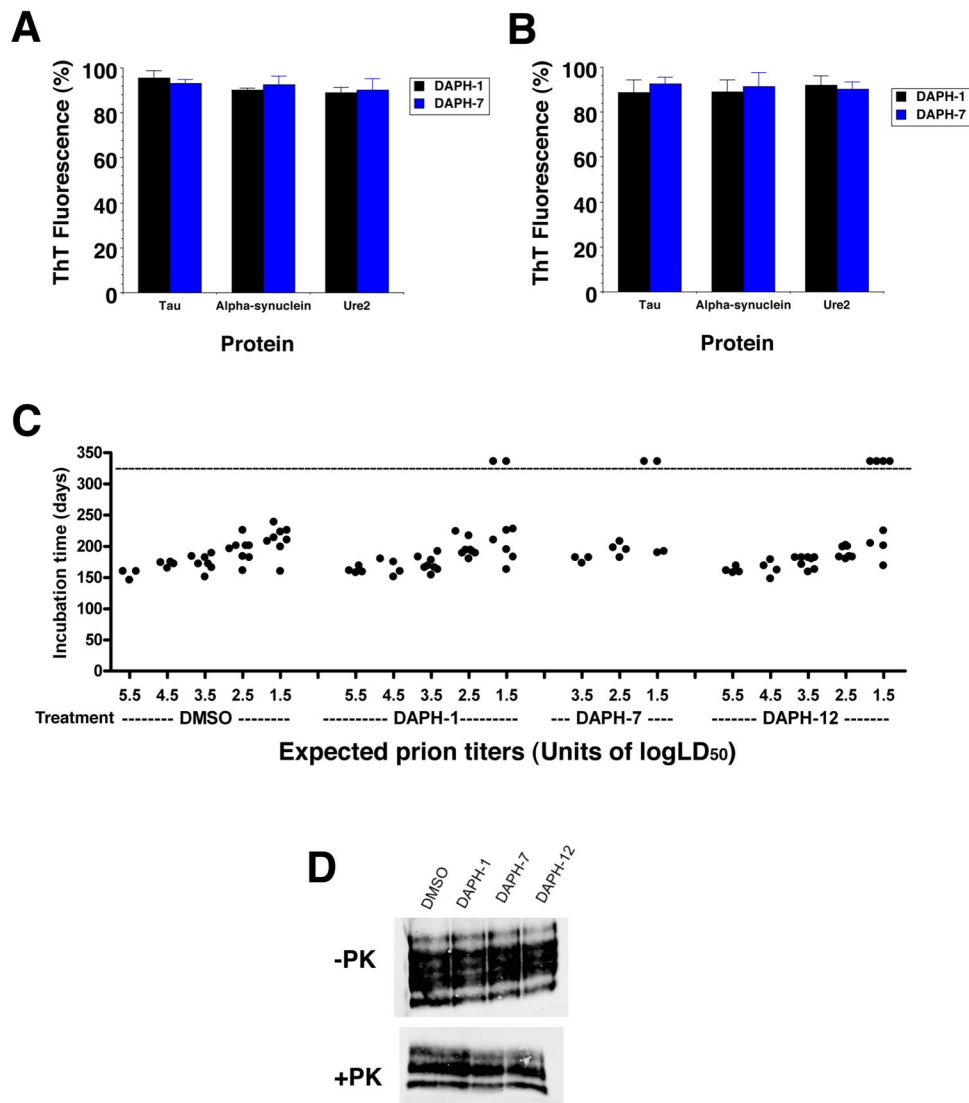 A
ThT Fluorescence (%)
100
80
60
40
20
0
Tau
Alpha-synuclein
Ure2
Protein
DAPH-1
DAPH-7
B
ThT Fluorescence (%)
100
80
60
40
20
0
Tau
Alpha-synuclein
Ure2
Protein
DAPH-1
DAPH-7
C
Incubation time (days)
350
300
250
200
150
100
50
0
5.5 4.5 3.5 2.5 1.5 5.5 4.5 3.5 2.5 1.5 3.5 2.5 1.5 5.5 4.5 3.5 2.5 1.5
Treatment --------- DMSO -------- --------- DAPH-1--------- --- DAPH-7 ---- --------- DAPH-12 -------
Expected prion titers (Units of logLD50)
D
DMSO
DAPH-1
DAPH-7
DAPH-12
-PK
+PK